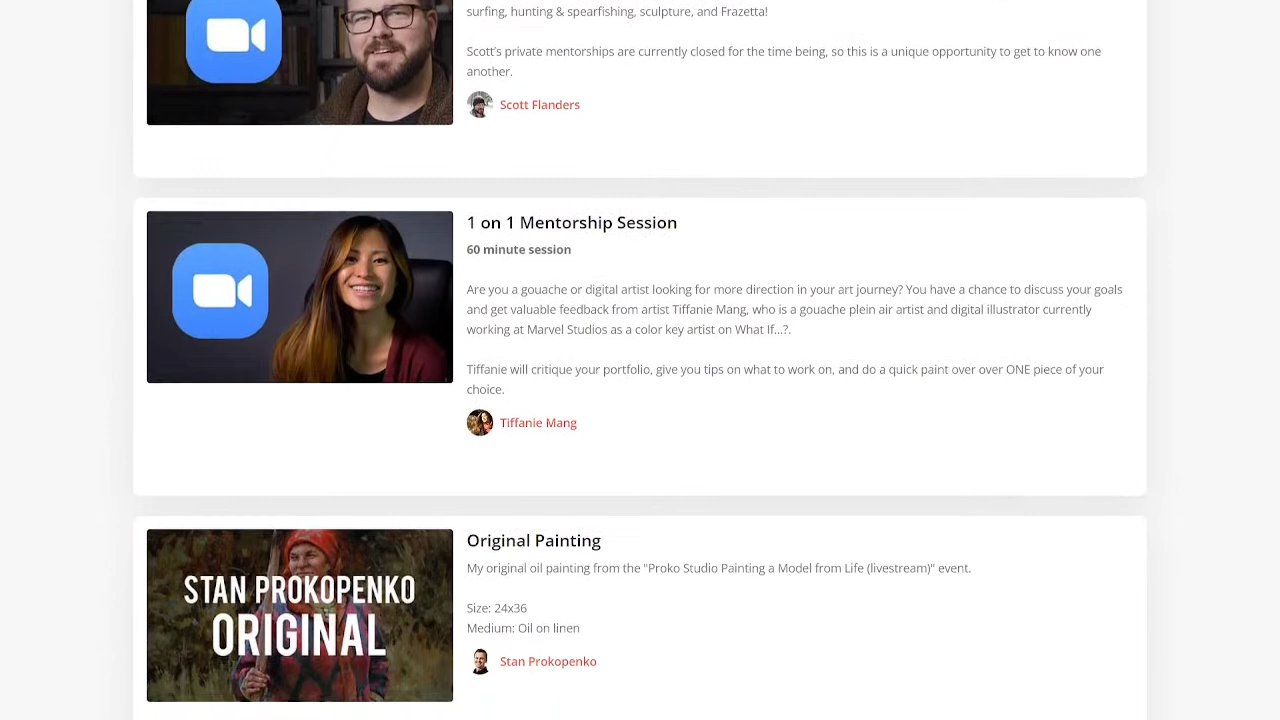 surfing, hunting & spearfishing, sculpture, and Frazetta!
Scott's private mentorships are currently closed for the time being, so this is a unique opportunity to get to know one
another.
Scott Flanders
1 on 1 Mentorship Session
60 minute session
Are you a gouache or digital artist looking for more direction in your art journey? You have a chance to discuss your goals
and get valuable feedback from artist Tiffanie Mang, who is a gouache plein air artist and digital illustrator currently
working at Marvel Studios as a color key artist on What If...?.
Tiffanie will critique your portfolio, give you tips on what to work on, and do a quick paint over over ONE piece of your
choice.
Tiffanie Mang
STAN PROKOPENKO
ORIGINAL
Original Painting
My original oil painting from the "Proko Studio Painting a Model from Life (livestream)" event.
Size: 24x36
Medium: Oil on linen
Stan Prokopenko